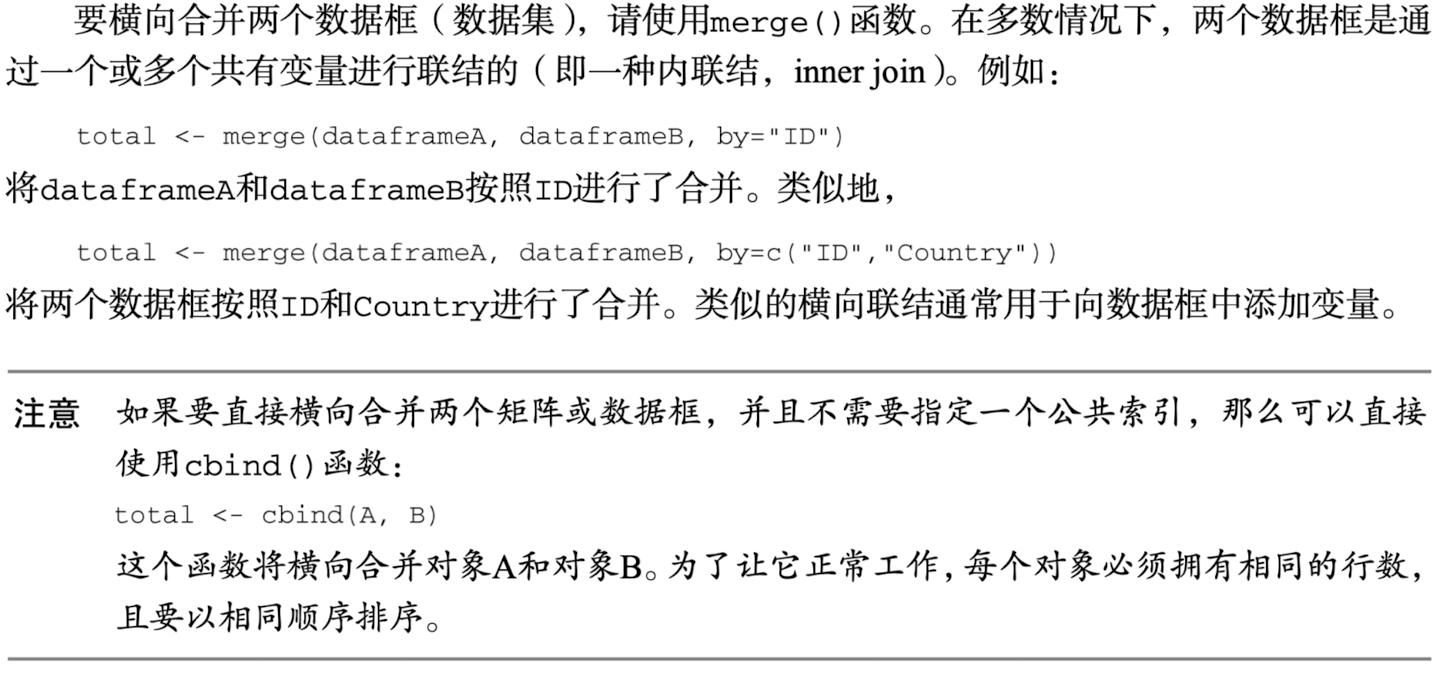 要横向合并两个数据框（数据集），请使用merge()函数。在多数情况下，两个数据框是通
过一个或多个共有变量进行联结的（即一种内联结，inner join）。例如：
total <- merge(dataframeA, dataframeB, by="ID")
将dataframeA和dataframeB按照ID进行了合并。类似地，
total <- merge(dataframeA, dataframeB, by=c("ID","Country"))
将两个数据框按照ID和Country进行了合并。类似的横向联结通常用于向数据框中添加变量。
注意 如果要直接横向合并两个矩阵或数据框，并且不需要指定一个公共索引，那么可以直接
使用cbind()函数：
total <- cbind(A, B)
这个函数将横向合并对象A和对象B。为了让它正常工作，每个对象必须拥有相同的行数，
且要以相同顺序排序。